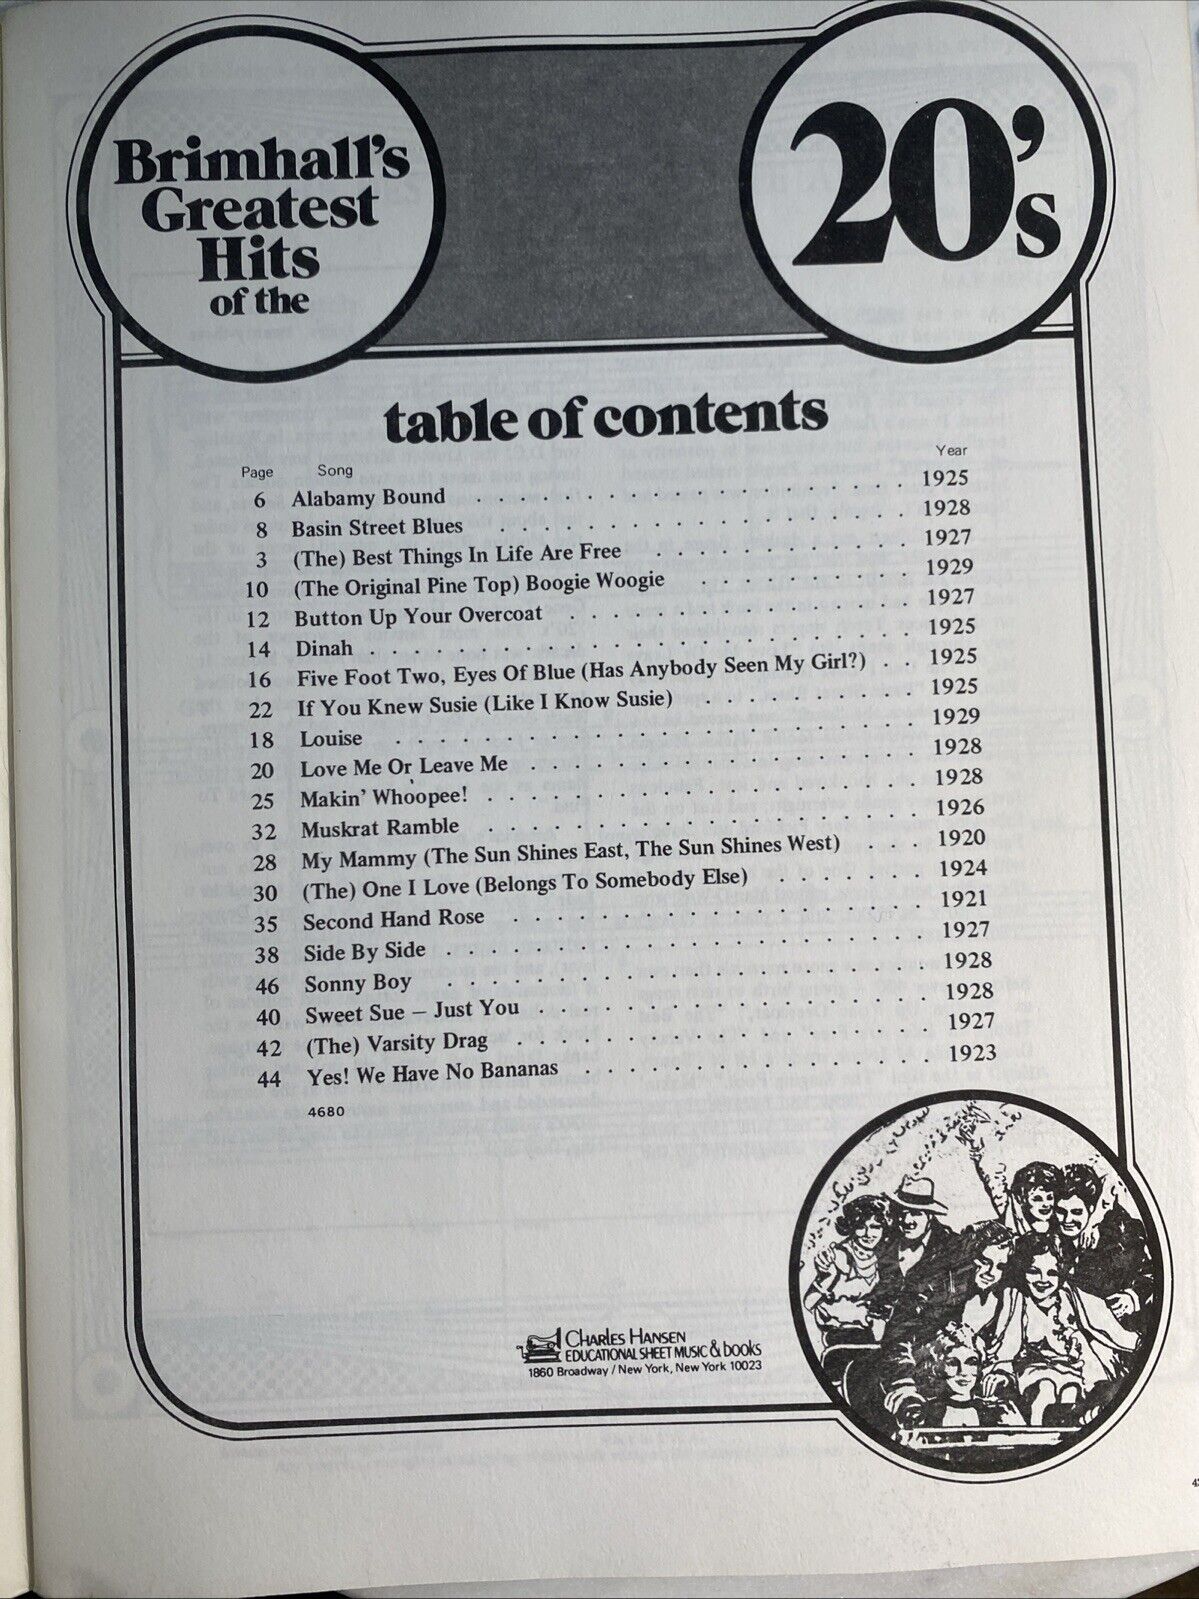 Brimhall's
Greatest
Hits
of the
20's
table of contents
Page Song Year
6 Alabamy Bound . . . . . . . . . . . . . . . . 1925
8 Basin Street Blues . . . . . . . . . . . . . . . 1928
3 (The) Best Things In Life Are Free . . . . . . . . . . 1927
10 (The Original Pine Top) Boogie Woogie . . . . . . . . 1929
12 Button Up Your Overcoat . . . . . . . . . . . . . 1927
14 Dinah . . . . . . . . . . . . . . . . . . . . 1925
16 Five Foot Two, Eyes Of Blue (Has Anybody Seen My Girl?) . . 1925
22 If You Knew Susie (Like I Know Susie) . . . . . . . . 1925
18 Louise . . . . . . . . . . . . . . . . . . . 1929
20 Love Me Or Leave Me . . . . . . . . . . . . . . 1928
25 Makin' Whoopee! . . . . . . . . . . . . . . . . 1928
32 Muskrat Ramble . . . . . . . . . . . . . . . . 1926
28 My Mammy (The Sun Shines East, The Sun Shines West) . . . 1920
30 (The) One I Love (Belongs To Somebody Else) . . . . . . 1924
35 Second Hand Rose . . . . . . . . . . . . . . . 1921
38 Side By Side . . . . . . . . . . . . . . . . . 1927
46 Sonny Boy . . . . . . . . . . . . . . . . . . 1928
40 Sweet Sue – Just You . . . . . . . . . . . . . . 1928
42 (The) Varsity Drag . . . . . . . . . . . . . . . 1927
44 Yes! We Have No Bananas . . . . . . . . . . . . . 1923
4680
CHARLES HANSEN
EDUCATIONAL SHEET MUSIC & books
1860 Broadway / New York, New York 10023